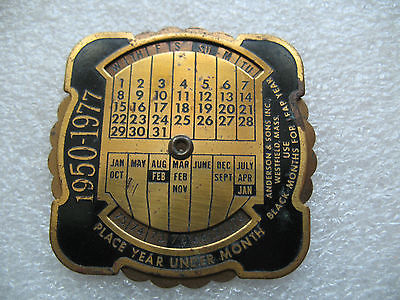 W TH F S SU M TU
1 2 3 4 5 6 7
8 9 10 11 12 13 14
15 16 17 18 19 20 21
22 23 24 25 26 27 28
29 30 31
JAN MAY AUG MAR JUNE DEC JULY
OCT FEB FEB SEPT APR
NOV JAN
1950-1977
PLACE YEAR UNDER MONTH
ANDERSON & SONS INC.
WESTFIELD, MASS.
USE BLACK MONTHS FOR LEAP YEAR